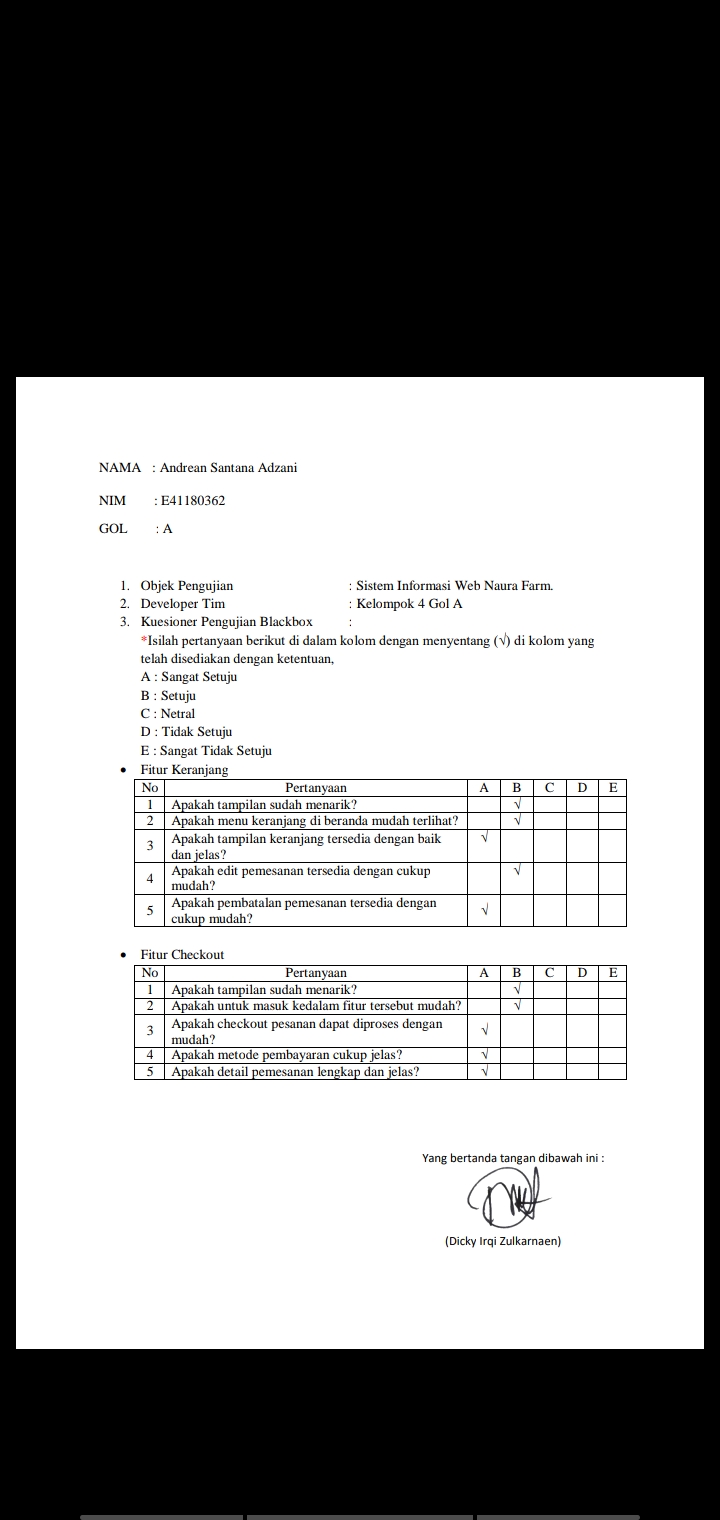 NAMA : Andrean Santana Adzani
NIM : E41180362
GOL : A
1. Objek Pengujian : Sistem Informasi Web Naura Farm.
2. Developer Tim : Kelompok 4 Gol A
3. Kuesioner Pengujian Blackbox :
*Isilah pertanyaan berikut di dalam kolom dengan menyentang (√) di kolom yang
telah disediakan dengan ketentuan,
A : Sangat Setuju
B : Setuju
C : Netral
D : Tidak Setuju
E : Sangat Tidak Setuju
• Fitur Keranjang
No Pertanyaan A B C D E
1 Apakah tampilan sudah menarik? √
2 Apakah menu keranjang di beranda mudah terlihat? √
3 Apakah tampilan keranjang tersedia dengan baik √
dan jelas?
4 Apakah edit pemesanan tersedia dengan cukup √
mudah?
5 Apakah pembatalan pemesanan tersedia dengan √
cukup mudah?
• Fitur Checkout
No Pertanyaan A B C D E
1 Apakah tampilan sudah menarik? √
2 Apakah untuk masuk kedalam fitur tersebut mudah? √
3 Apakah checkout pesanan dapat diproses dengan √
mudah?
4 Apakah metode pembayaran cukup jelas? √
5 Apakah detail pemesanan lengkap dan jelas? √
Yang bertanda tangan dibawah ini :
(Dicky Irqi Zulkarnaen)